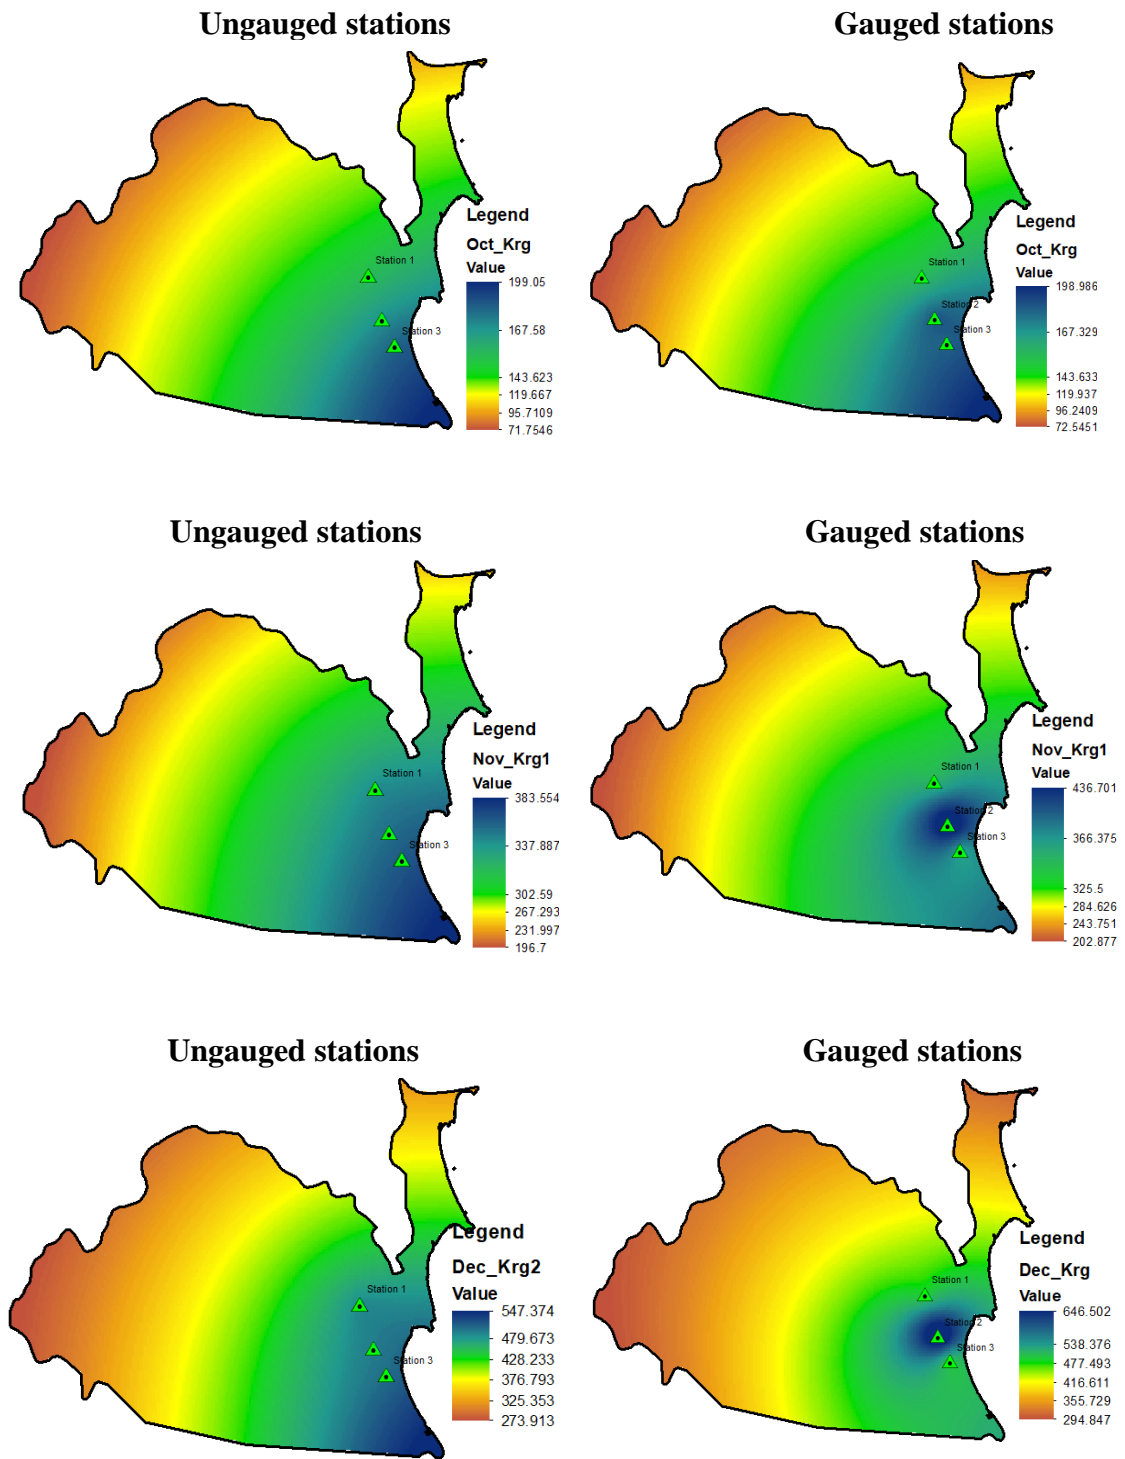 Ungauged stations
Gauged stations
Station 1
Station 3
Legend
Oct_Krg
Value
199.05
167.58
143.623
119.667
95.7109
71.7546
Station 1
Station 2
Station 3
Legend
Oct_Krg
Value
198.986
167.329
143.633
119.937
96.2409
72.5451
Ungauged stations
Gauged stations
Station 1
Station 3
Legend
Nov_Krg1
Value
383.554
337.887
302.59
267.293
231.997
196.7
Station 1
Station 2
Station 3
Legend
Nov_Krg1
Value
436.701
366.375
325.5
284.626
243.751
202.877
Ungauged stations
Gauged stations
Station 1
Station 3
Legend
Dec_Krg2
Value
547.374
479.673
428.233
376.793
325.353
273.913
Station 1
Station 2
Station 3
Legend
Dec_Krg
Value
646.502
538.376
477.493
416.611
355.729
294.847